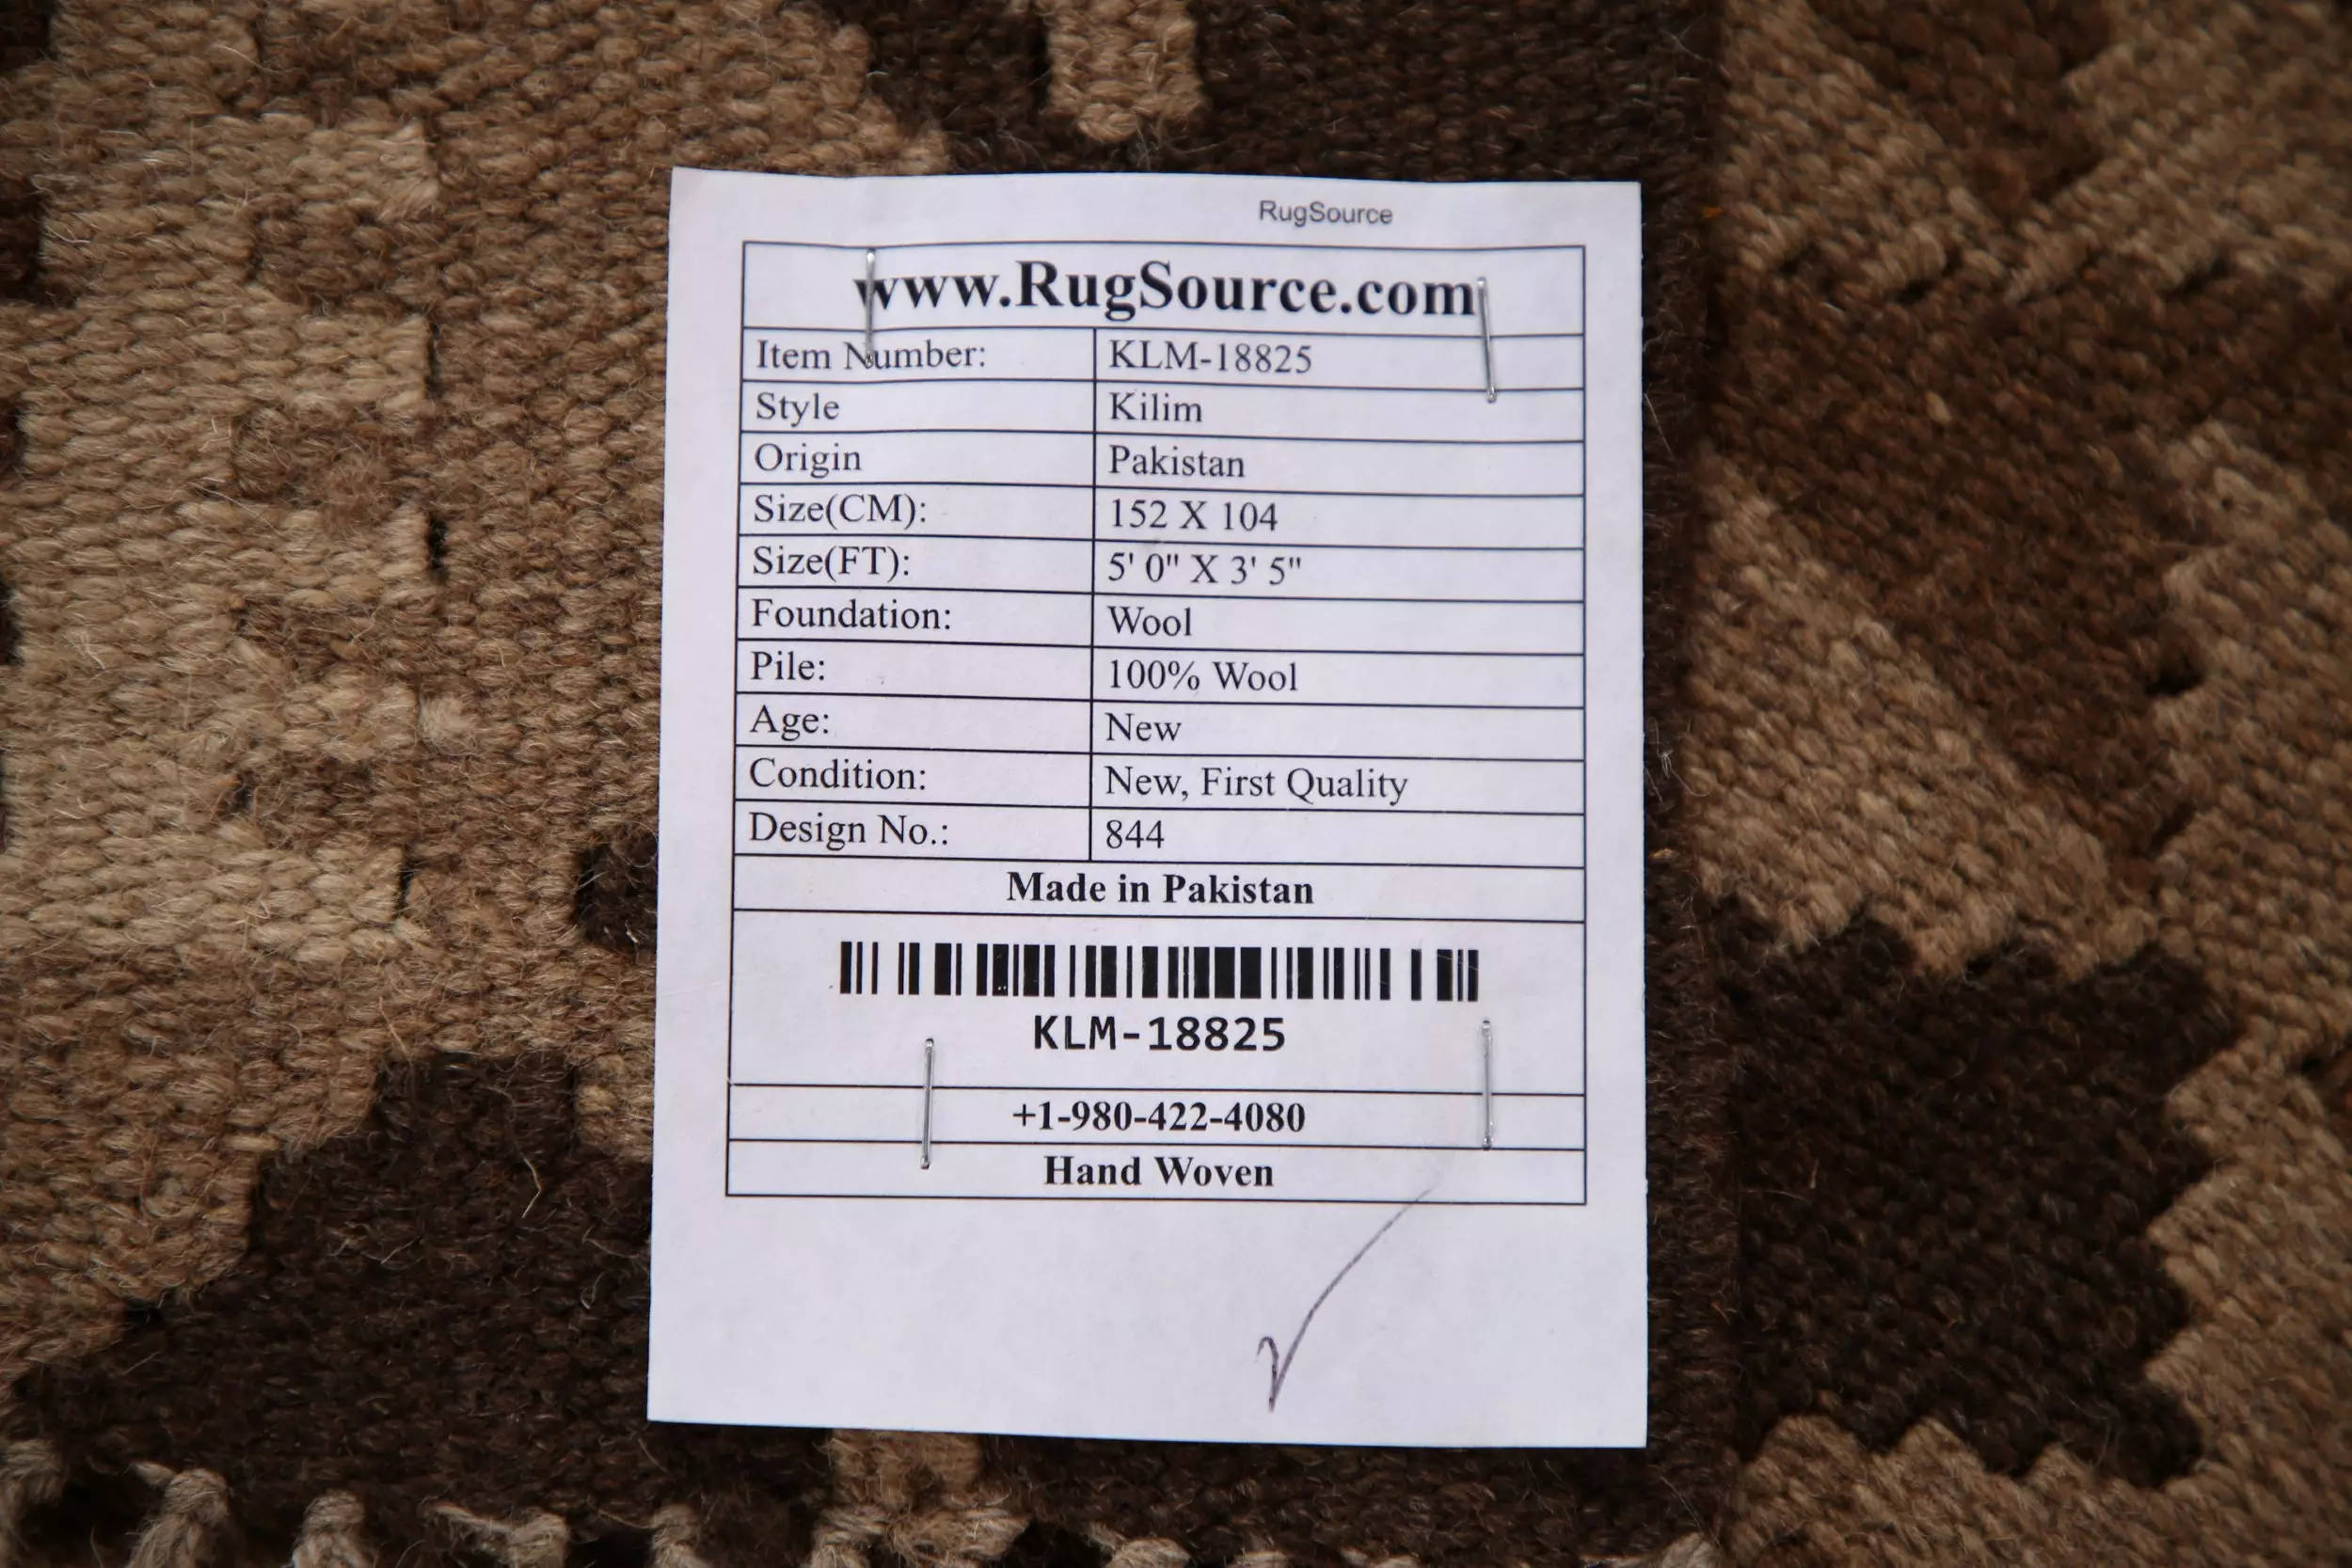 RugSource
www.RugSource.com
Item Number: KLM-18825
Style Kilim
Origin Pakistan
Size(CM): 152 X 104
Size(FT): 5' 0" X 3' 5"
Foundation: Wool
Pile: 100% Wool
Age: New
Condition: New, First Quality
Design No.: 844
Made in Pakistan
KLM-18825
+1-980-422-4080
Hand Woven